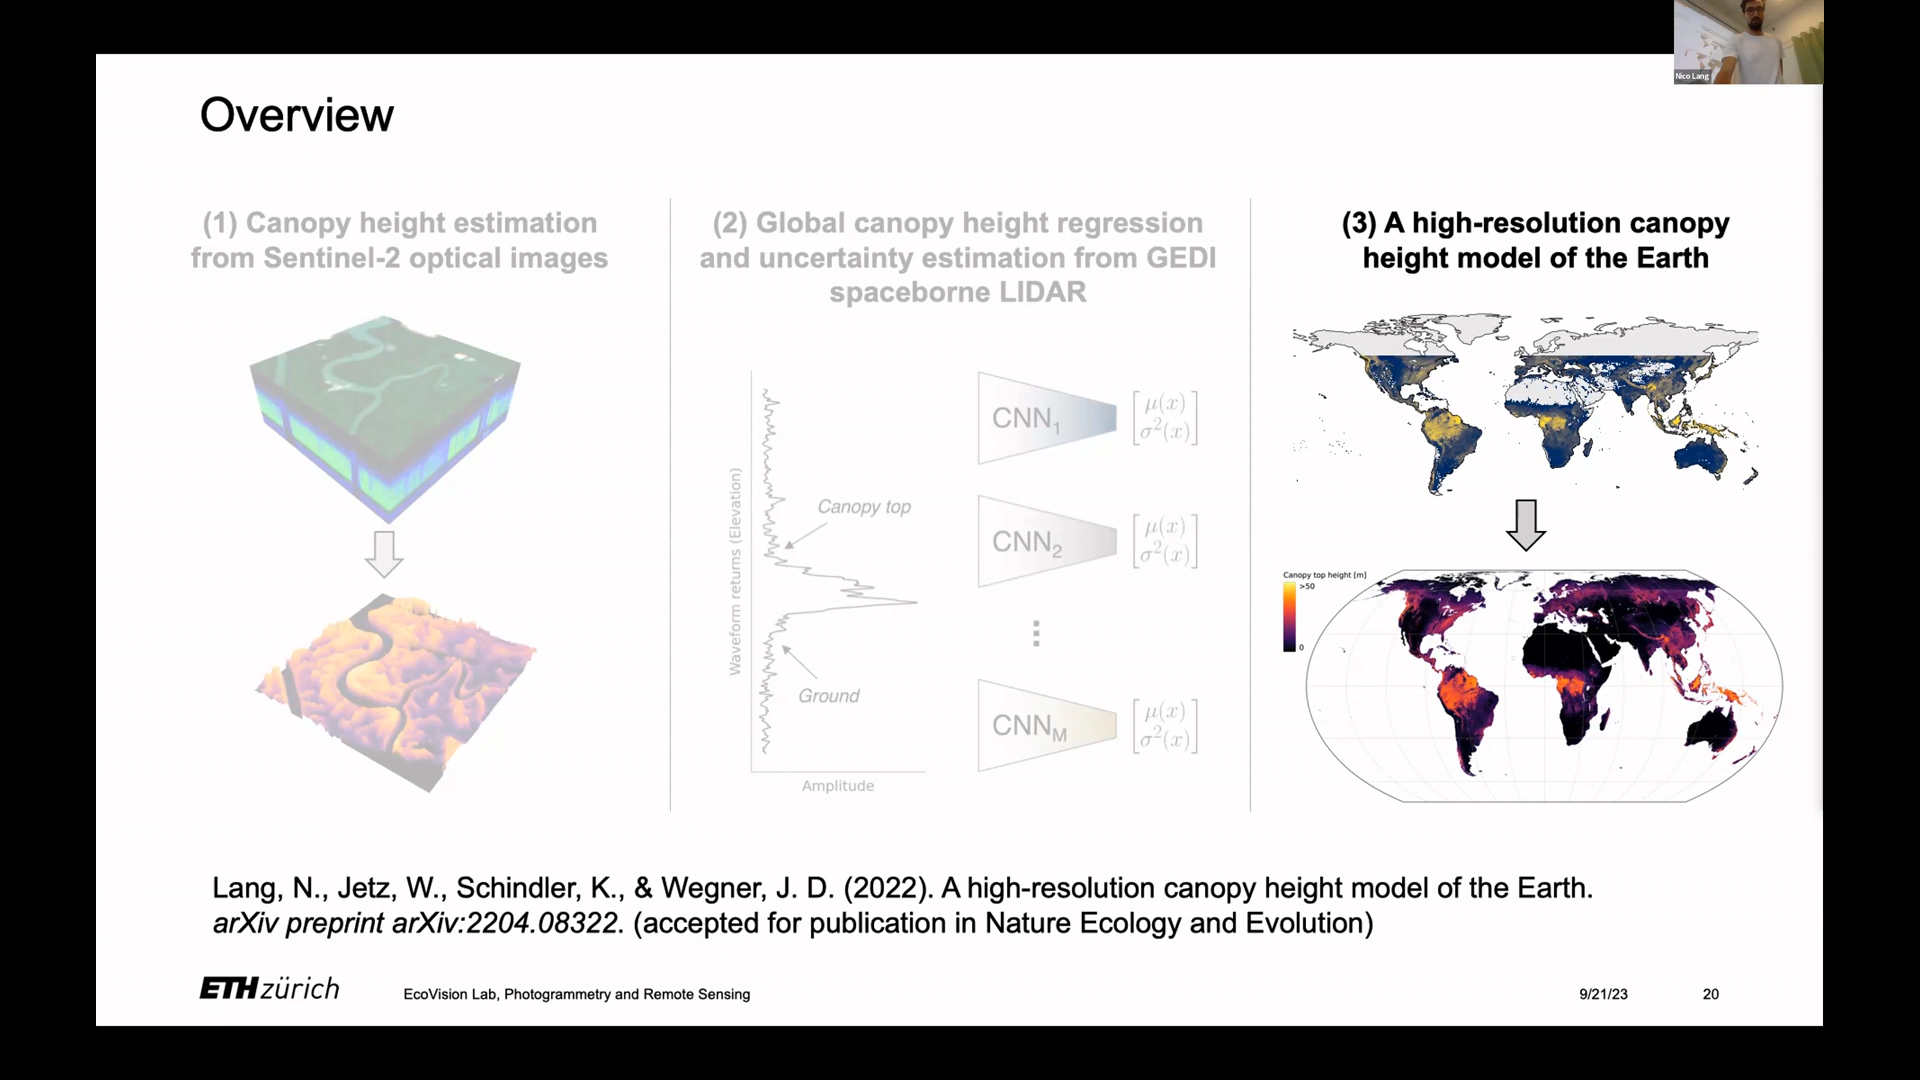 Nico Lang
Overview
(1) Canopy height estimation
from Sentinel-2 optical images
(2) Global canopy height regression
and uncertainty estimation from GEDI
spaceborne LIDAR
(3) A high-resolution canopy
height model of the Earth
Waveform returns (Elevation)
Canopy top
Ground
Amplitude
CNN1
μ(x)
σ²(x)
CNN2
μ(x)
σ²(x)
CNNM
μ(x)
σ²(x)
Canopy top height [m]
>50
0
Lang, N., Jetz, W., Schindler, K., & Wegner, J. D. (2022). A high-resolution canopy height model of the Earth.
arXiv preprint arXiv:2204.08322. (accepted for publication in Nature Ecology and Evolution)
ETH zürich
EcoVision Lab, Photogrammetry and Remote Sensing
9/21/23
20